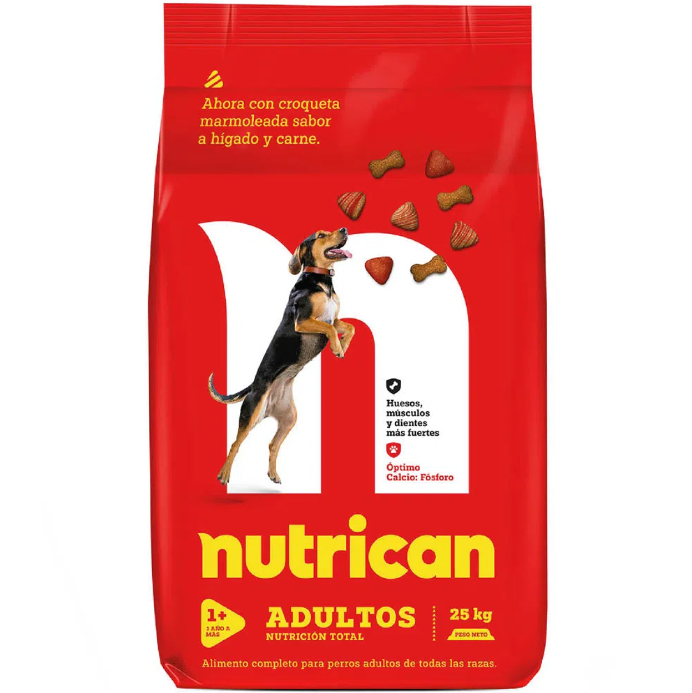 Ahora con croqueta
marmoleada sabor
a hígado y carne.
n
Huesos,
músculos
y dientes
más fuertes
Óptimo
Calcio: Fósforo
nutrican
1+
1 AÑO A
MÁS
ADULTOS
NUTRICIÓN TOTAL
25 kg
PESO NETO
Alimento completo para perros adultos de todas las razas.